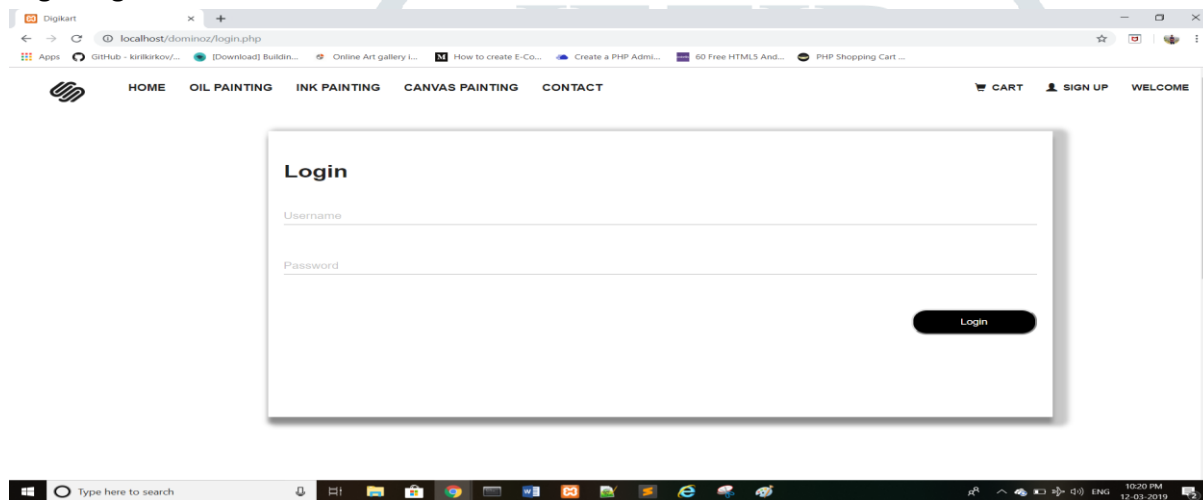 Digikart
localhost/dominoz/login.php
Apps GitHub - kirilkirkov/... [Download] Buildin... Online Art gallery i... M How to create E-Co... Create a PHP Admi... 60 Free HTML5 And... PHP Shopping Cart ...
HOME OIL PAINTING INK PAINTING CANVAS PAINTING CONTACT CART SIGN UP WELCOME
Login
Username
Password
Login
Type here to search ENG 10:20 PM
12-03-2019